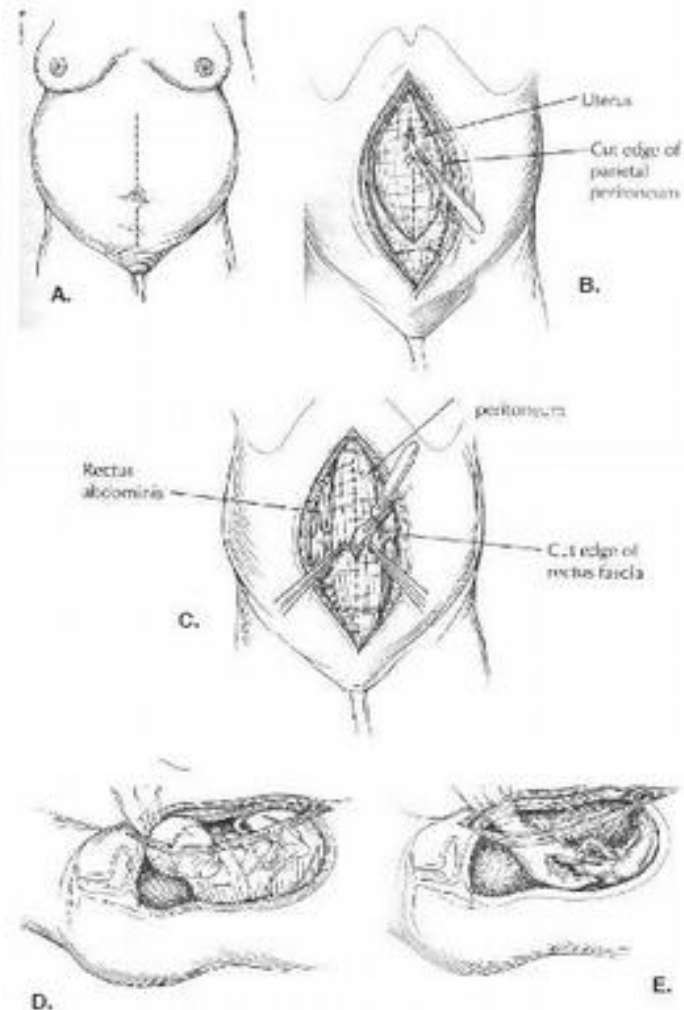 A.
Uterus
Cut edge of
parietal
peritoneum
B.
peritoneum
Rectus
abdominis
Cut edge of
rectus fascia
C.
D.
E.